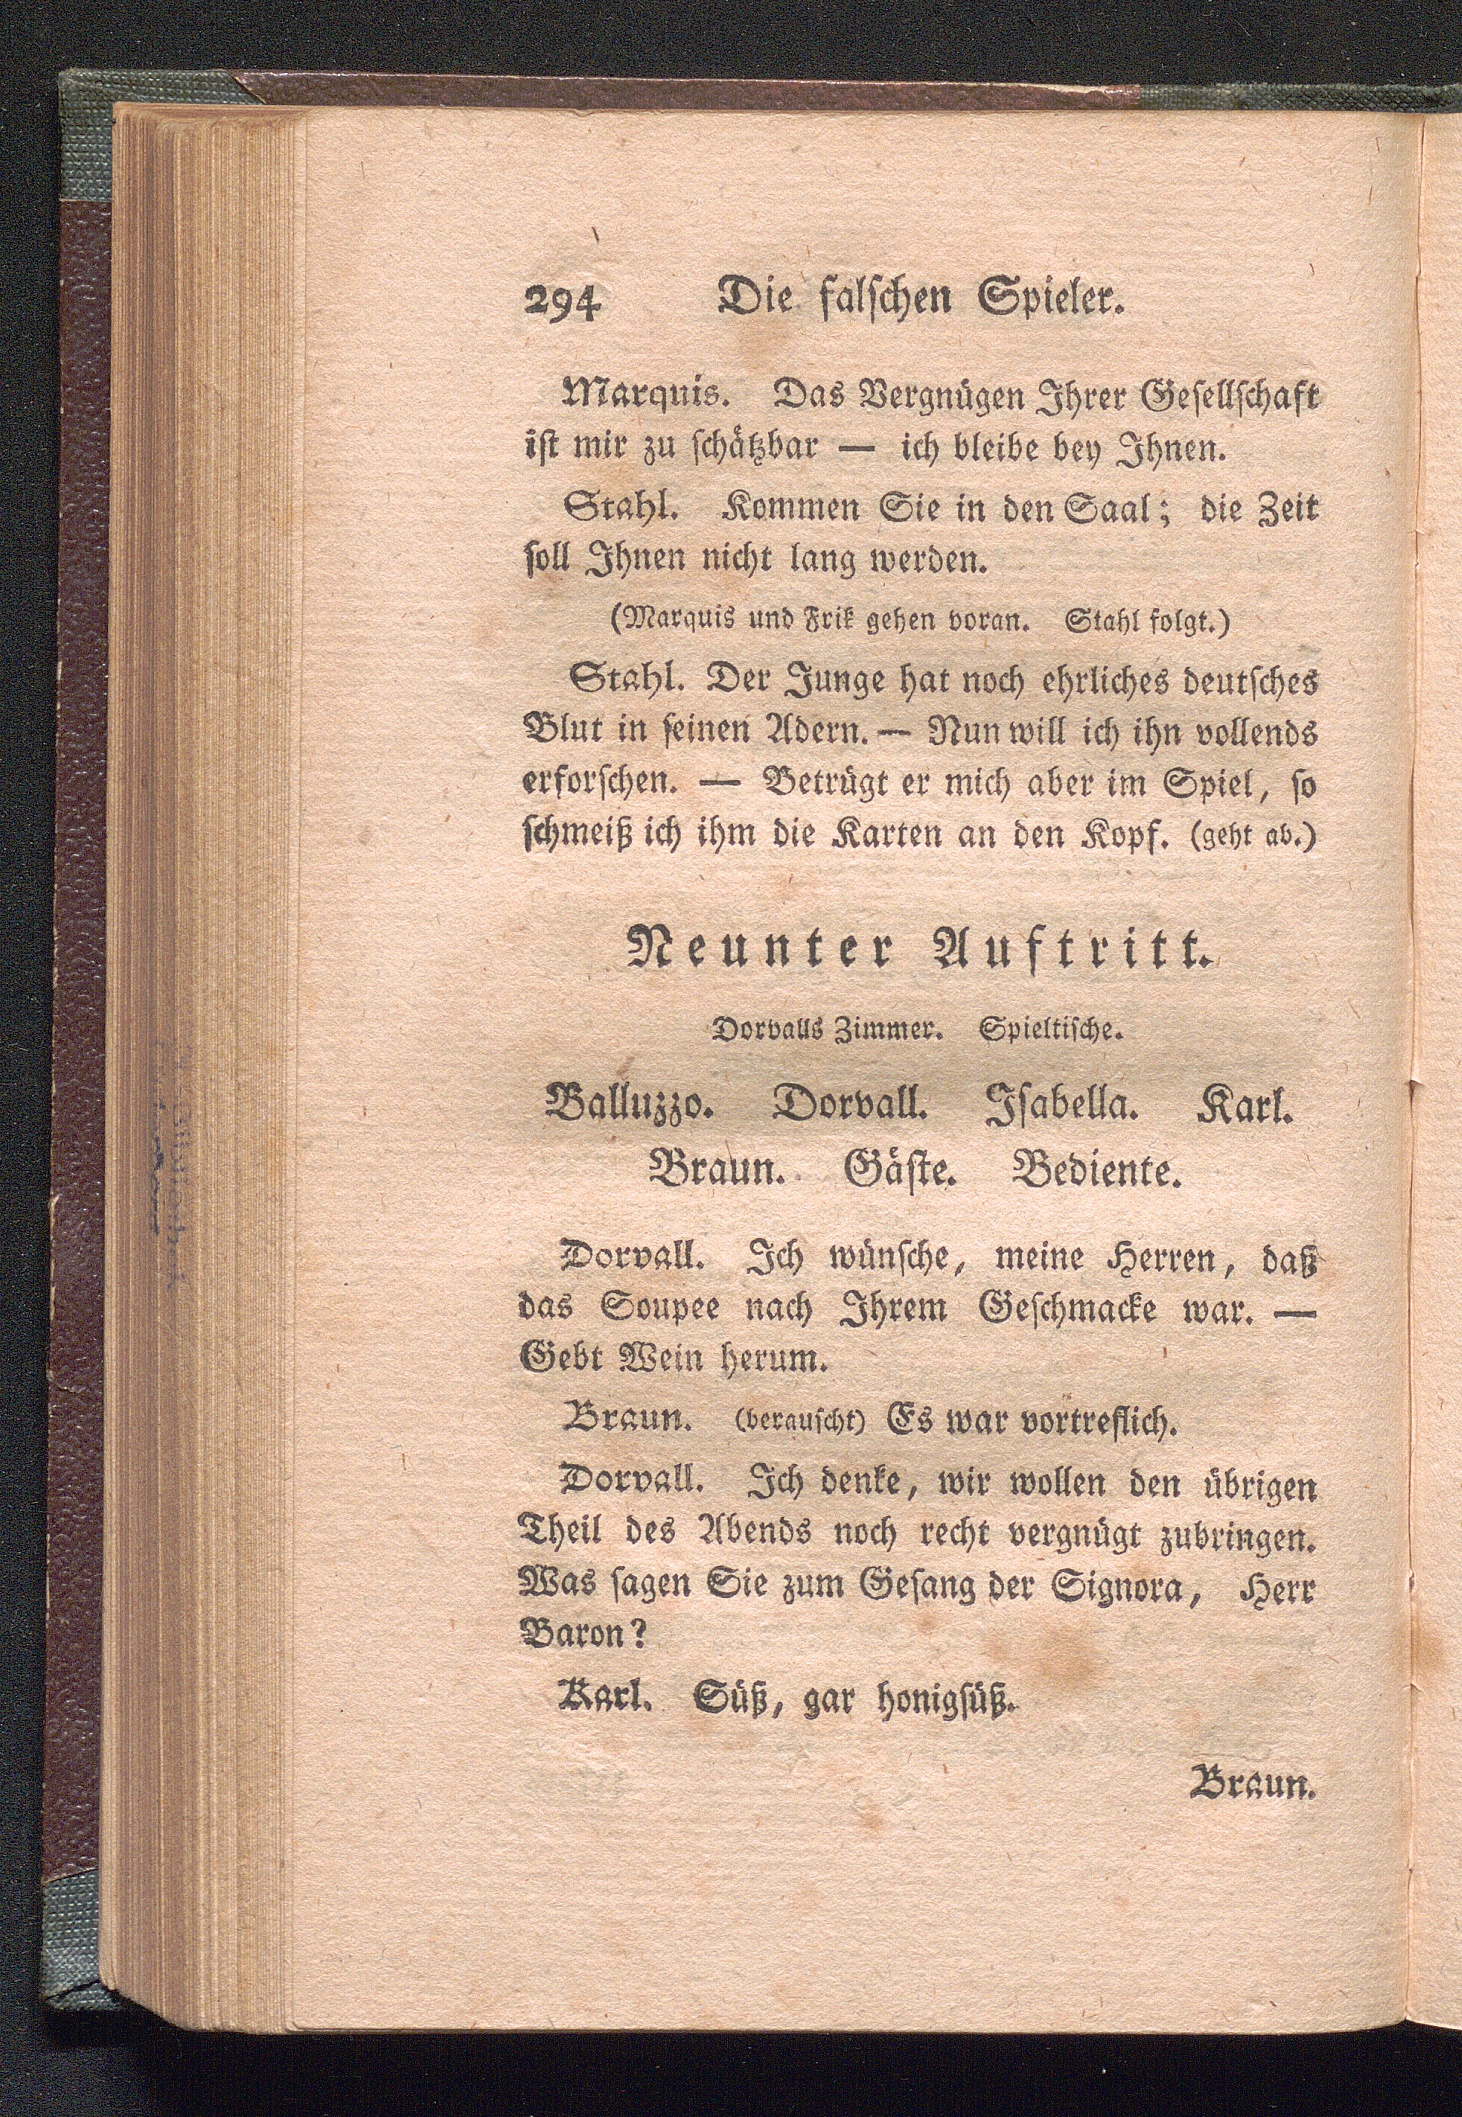 294 Die falschen Spieler.
Marquis. Das Vergnügen Ihrer Gesellschaft
ist mir zu schätzbar — ich bleibe bey Ihnen.
Stahl. Kommen Sie in den Saal; die Zeit
soll Ihnen nicht lang werden.
(Marquis und Frik gehen voran. Stahl folgt.)
Stahl. Der Junge hat noch ehrliches deutsches
Blut in seinen Adern. — Nun will ich ihn vollends
erforschen. — Betrügt er mich aber im Spiel, so
schmeiß ich ihm die Karten an den Kopf. (geht ab.)
Neunter Auftritt.
Dorvalls Zimmer. Spieltische.
Balluzzo. Dorvall. Isabella. Karl.
Braun. Gäste. Bediente.
Dorvall. Ich wünsche, meine Herren, daß
das Soupee nach Ihrem Geschmacke war. —
Gebt Wein herum.
Braun. (berauscht) Es war vortreflich.
Dorvall. Ich denke, wir wollen den übrigen
Theil des Abends noch recht vergnügt zubringen.
Was sagen Sie zum Gesang der Signora, Herr
Baron?
Karl. Süß, gar honigsüß.
Braun.